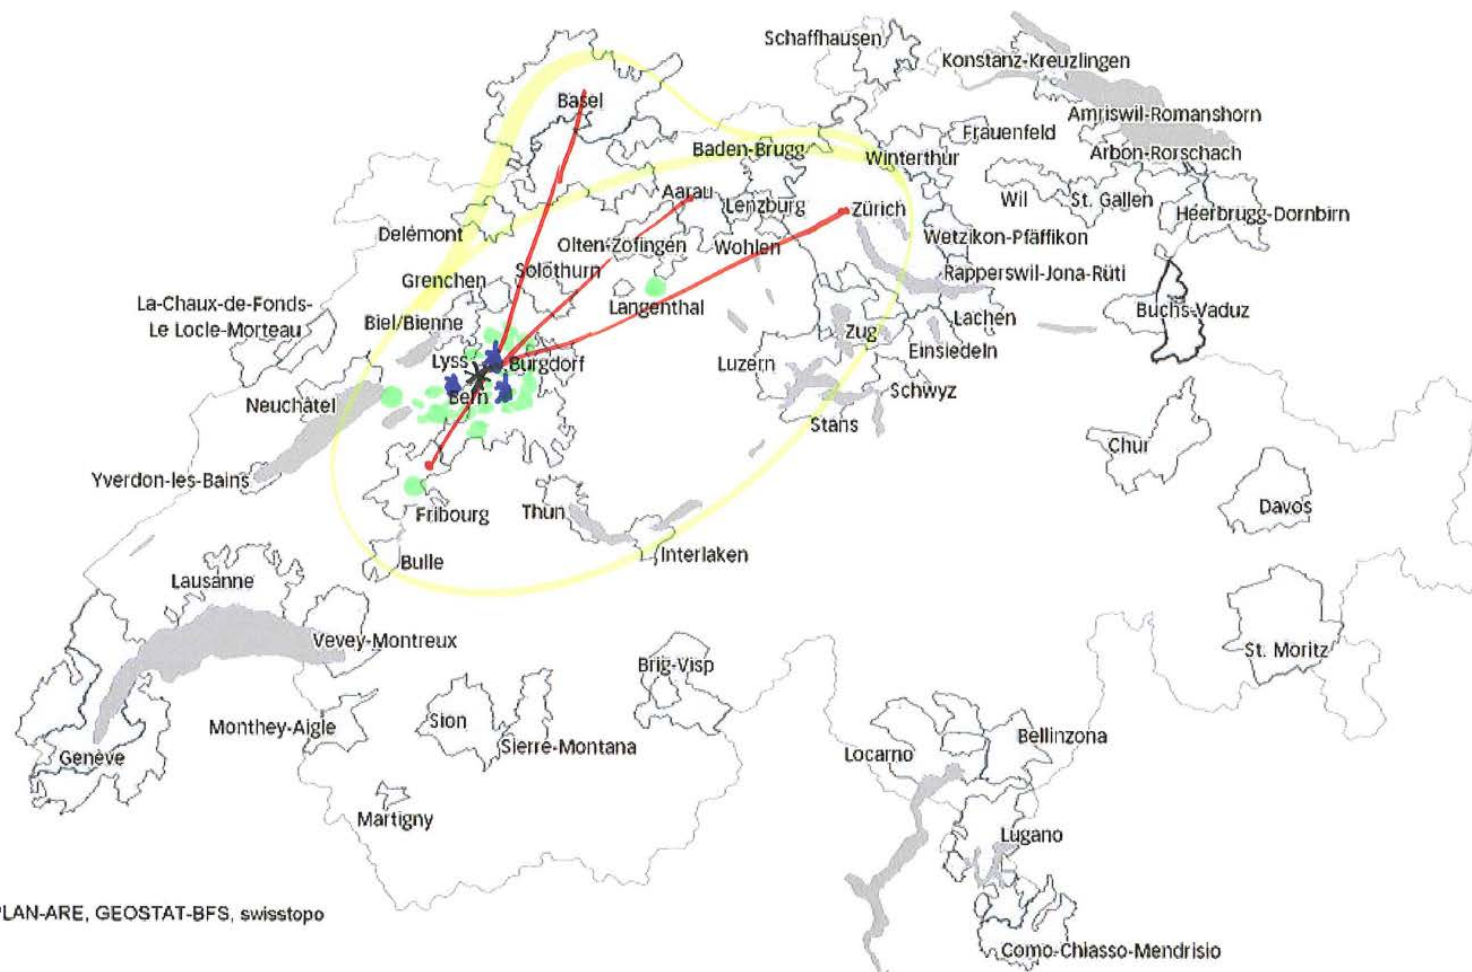 Schaffhausen
Konstanz-Kreuzlingen
Basel
Amriswil-Romanshorn
Frauenfeld
Baden-Brugg
Winterthur
Arbon-Rorschach
Aarau
Lenzburg
Zürich
Wil
St. Gallen
Heerbrugg-Dornbirn
Delémont
Olten-Zofingen
Wohlen
Wetzikon-Pfäffikon
Grenchen
Solothurn
Rapperswil-Jona-Rüti
La-Chaux-de-Fonds-
Le Locle-Morteau
Langenthal
Buchs-Vaduz
Biel/Bienne
Lachen
Zug
Einsiedeln
Lyss
Burgdorf
Luzern
Schwyz
Bern
Neuchâtel
Stans
Chur
Yverdon-les-Bains
Davos
Fribourg
Thun
Interlaken
Bulle
Lausanne
Vevey-Montreux
St. Moritz
Brig-Visp
Monthey-Aigle
Sion
Sierre-Montana
Bellinzona
Locarno
Genève
Martigny
Lugano
PLAN-ARE, GEOSTAT-BFS, swisstopo
Como-Chiasso-Mendrisio